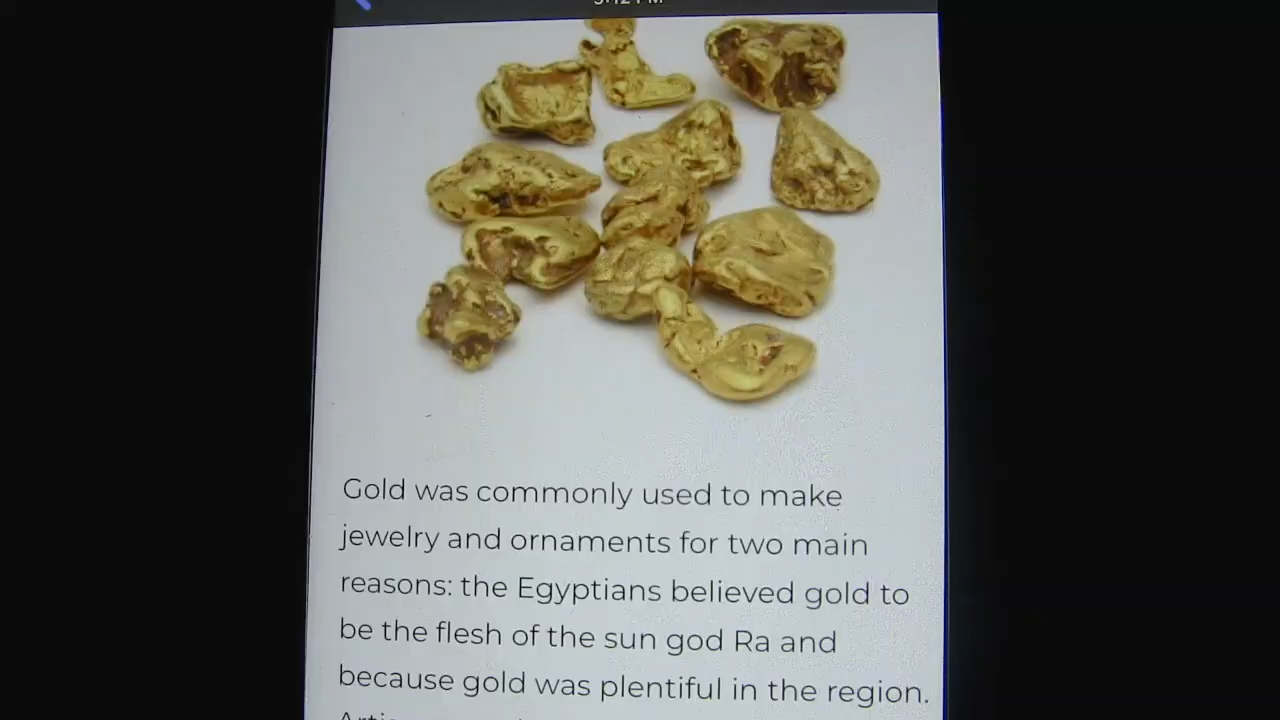 Gold was commonly used to make
jewelry and ornaments for two main
reasons: the Egyptians believed gold to
be the flesh of the sun god Ra and
because gold was plentiful in the region.